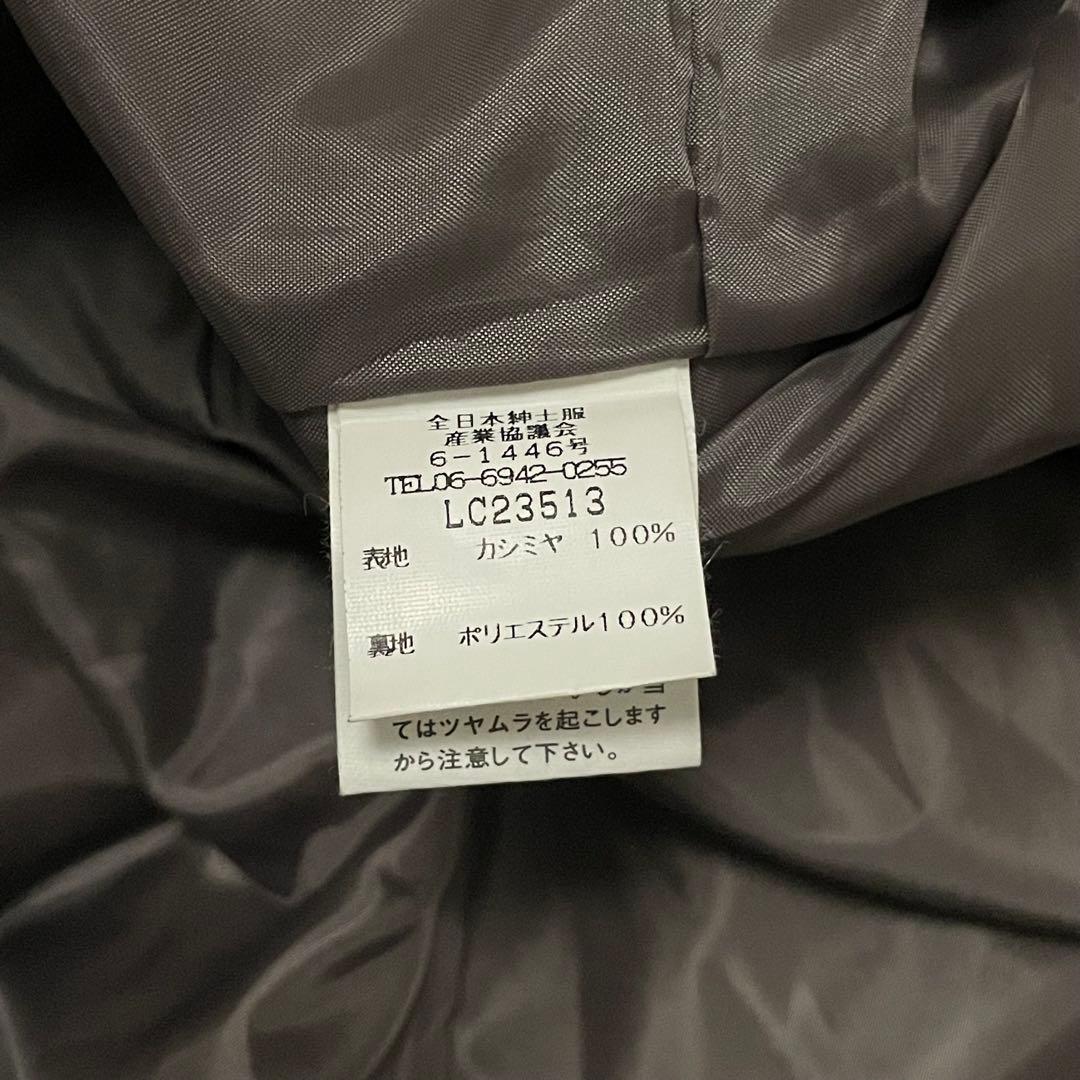 全日本紳士服
産業協議会
6-1446号
TEL06-6942-0255
LC23513
表地 カシミヤ 100%
裏地 ポリエステル100%
てはツヤムラを起こします
から注意して下さい。